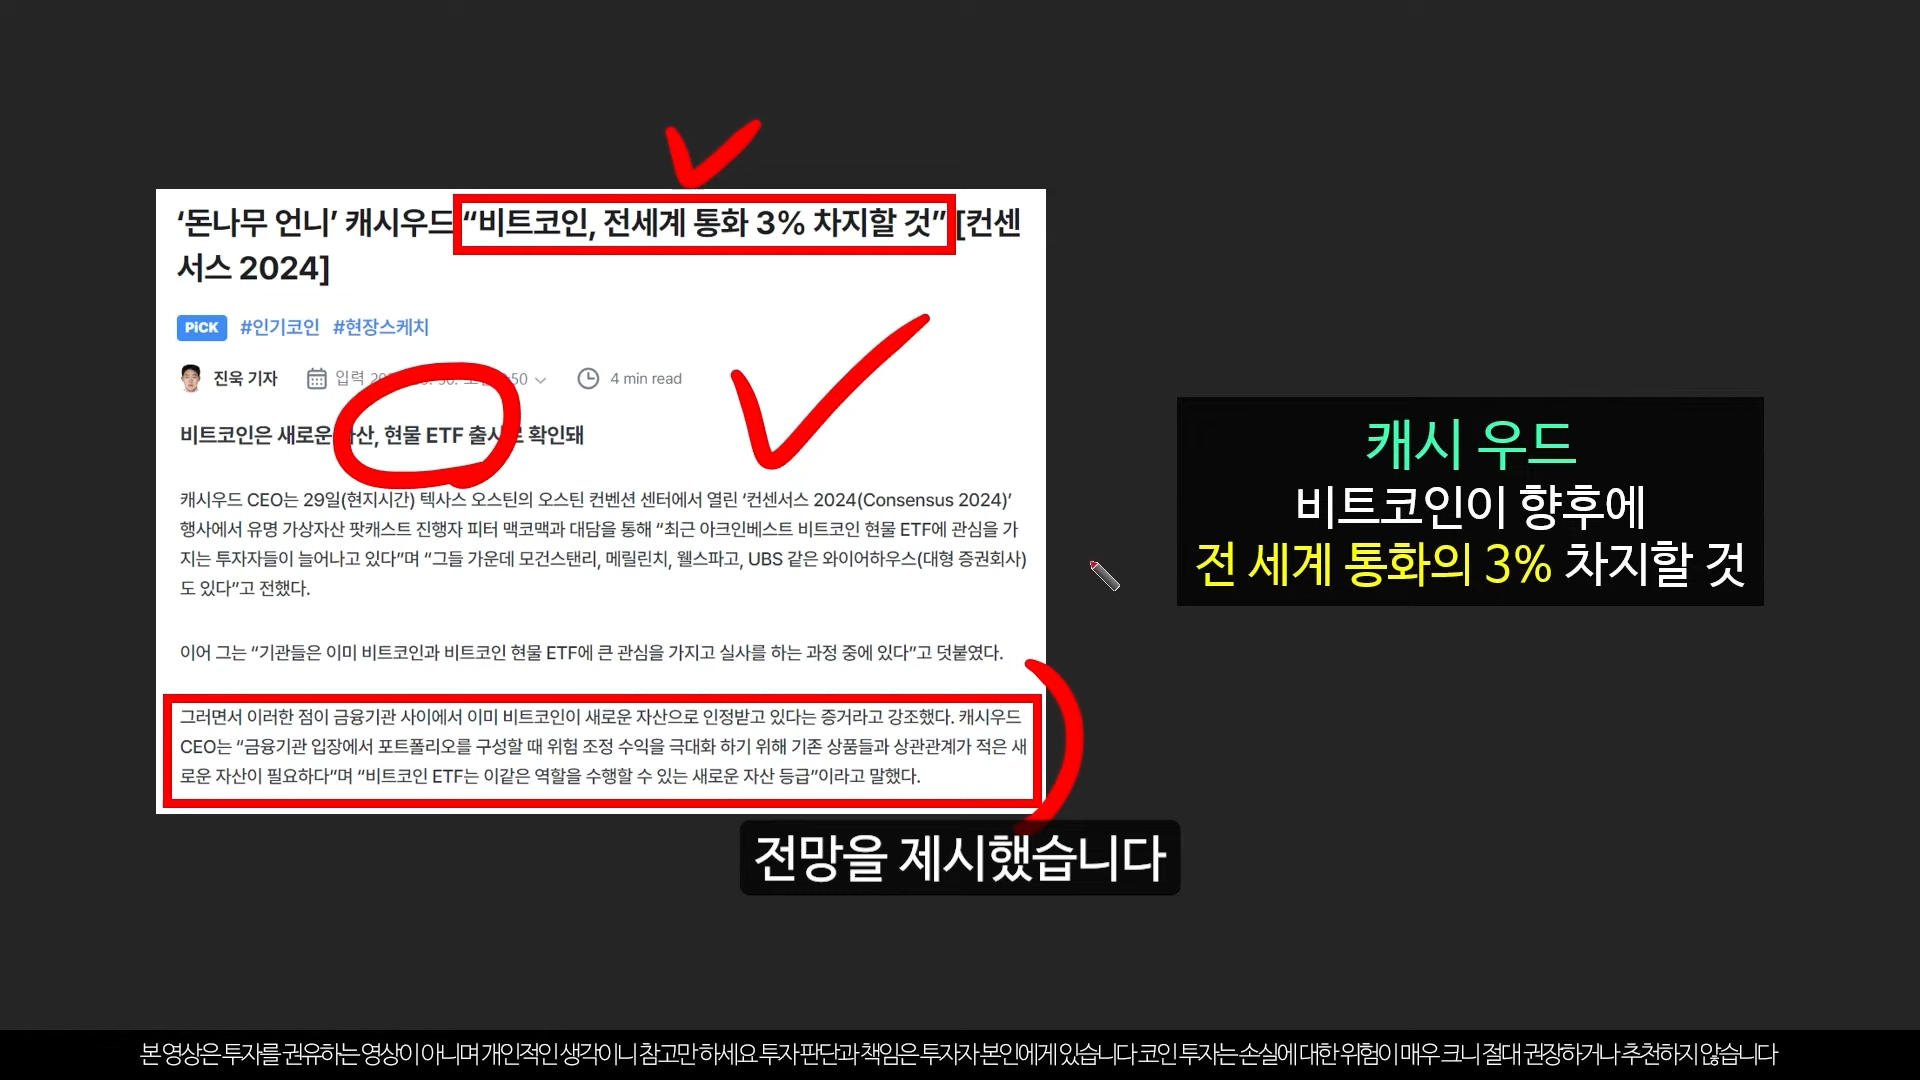 ‘돈나무 언니’ 캐시우드 “비트코인, 전세계 통화 3% 차지할 것” [컨센
서스 2024]
PiCK #인기코인 #현장스케치
진욱 기자 입력 4 min read
비트코인은 새로운 자산, 현물 ETF 출시로 확인돼
캐시우드 CEO는 29일(현지시간) 텍사스 오스틴의 오스틴 컨벤션 센터에서 열린 ‘컨센서스 2024(Consensus 2024)’
행사에서 유명 가상자산 팟캐스트 진행자 피터 맥코맥과 대담을 통해 “최근 아크인베스트 비트코인 현물 ETF에 관심을 가
지는 투자자들이 늘어나고 있다”며 “그들 가운데 모건스탠리, 메릴린치, 웰스파고, UBS 같은 와이어하우스(대형 증권회사)
도 있다”고 전했다.
이어 그는 “기관들은 이미 비트코인과 비트코인 현물 ETF에 큰 관심을 가지고 실사를 하는 과정 중에 있다”고 덧붙였다.
그러면서 이러한 점이 금융기관 사이에서 이미 비트코인이 새로운 자산으로 인정받고 있다는 증거라고 강조했다. 캐시우드
CEO는 “금융기관 입장에서 포트폴리오를 구성할 때 위험 조정 수익을 극대화 하기 위해 기존 상품들과 상관관계가 적은 새
로운 자산이 필요하다”며 “비트코인 ETF는 이같은 역할을 수행할 수 있는 새로운 자산 등급”이라고 말했다.
캐시 우드
비트코인이 향후에
전 세계 통화의 3% 차지할 것
전망을 제시했습니다
본 영상은 투자를 권유하는 영상이 아니며 개인적인 생각이니 참고만 하세요 투자 판단과 책임은 투자자 본인에게 있습니다 코인 투자는 손실에 대한 위험이 매우 크니 절대 권장하거나 추천하지 않습니다